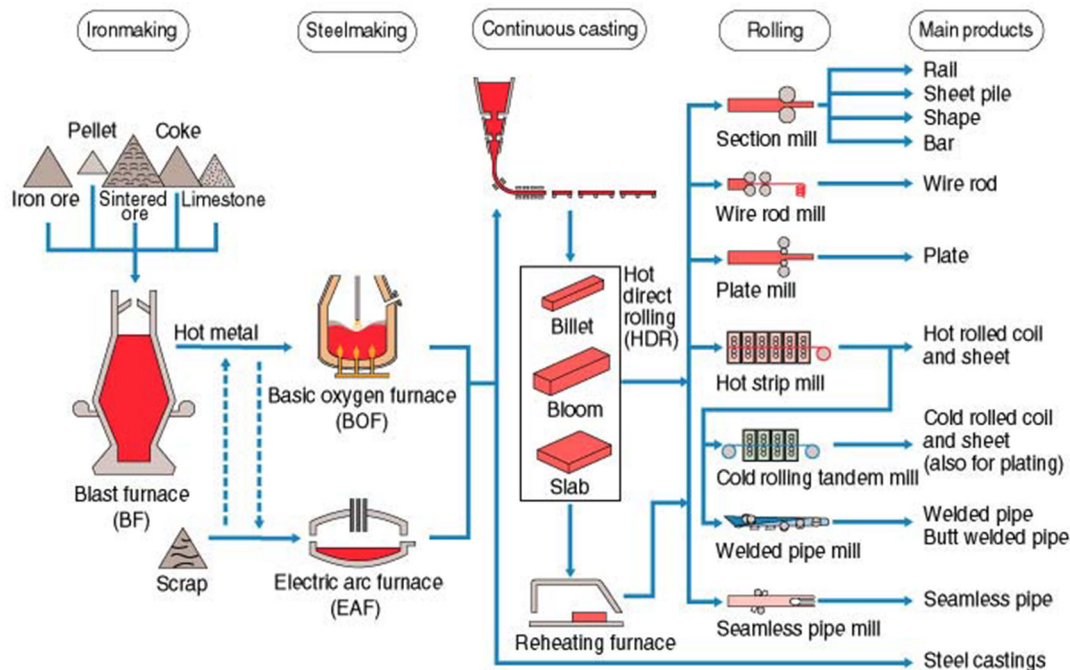 Ironmaking
Steelmaking
Continuous casting
Rolling
Main products
Pellet
Coke
Iron ore
Sintered
ore
Limestone
Hot metal
Blast furnace
(BF)
Scrap
Basic oxygen furnace
(BOF)
Electric arc furnace
(EAF)
Billet
Bloom
Slab
Hot
direct
rolling
(HDR)
Reheating furnace
Section mill
Wire rod mill
Plate mill
Hot strip mill
Cold rolling tandem mill
Welded pipe mill
Seamless pipe mill
Rail
Sheet pile
Shape
Bar
Wire rod
Plate
Hot rolled coil
and sheet
Cold rolled coil
and sheet
(also for plating)
Welded pipe
Butt welded pipe
Seamless pipe
Steel castings